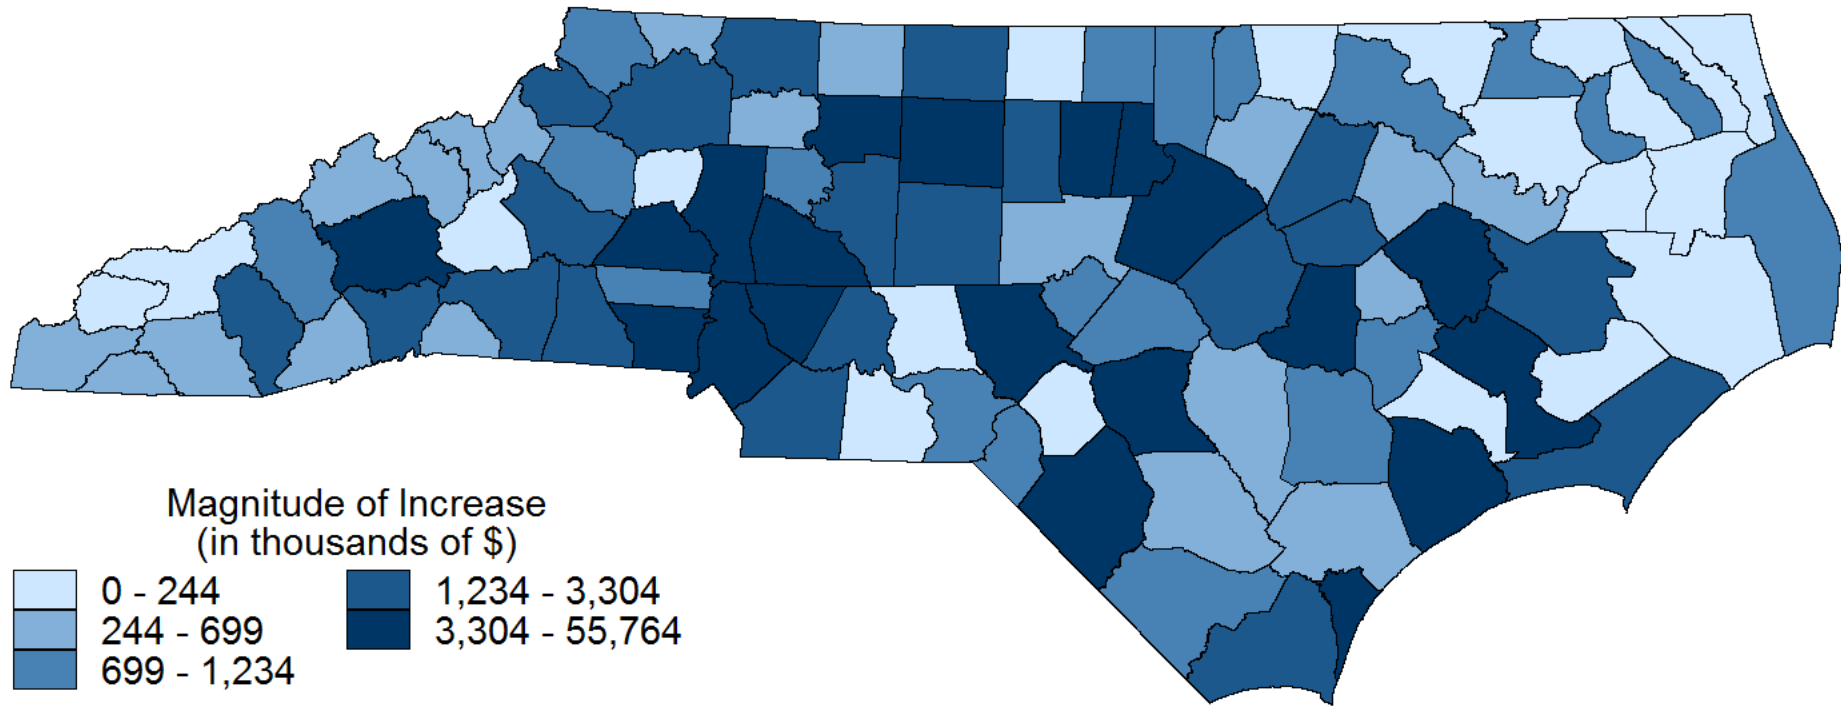 Magnitude of Increase
(in thousands of $)
0 - 244
244 - 699
699 - 1,234
1,234 - 3,304
3,304 - 55,764